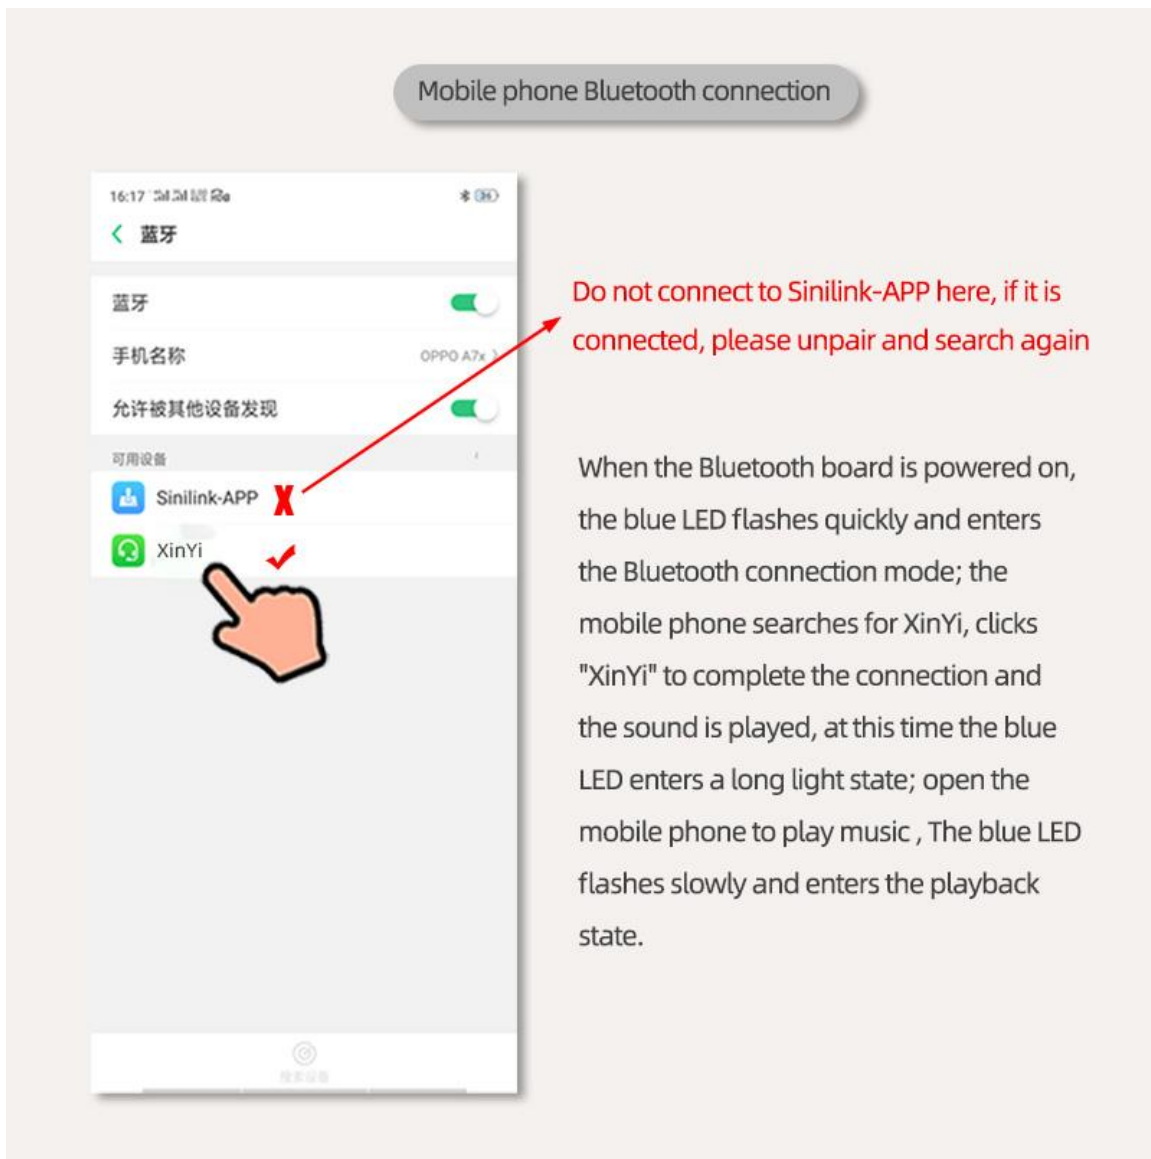 Mobile phone Bluetooth connection
16:17
蓝牙
蓝牙
手机名称
OPPO A7x
允许被其他设备发现
可用设备
Sinilink-APP X
XinYi
搜索设备
Do not connect to Sinilink-APP here, if it is
connected, please unpair and search again
When the Bluetooth board is powered on,
the blue LED flashes quickly and enters
the Bluetooth connection mode; the
mobile phone searches for XinYi, clicks
"XinYi" to complete the connection and
the sound is played, at this time the blue
LED enters a long light state; open the
mobile phone to play music , The blue LED
flashes slowly and enters the playback
state.